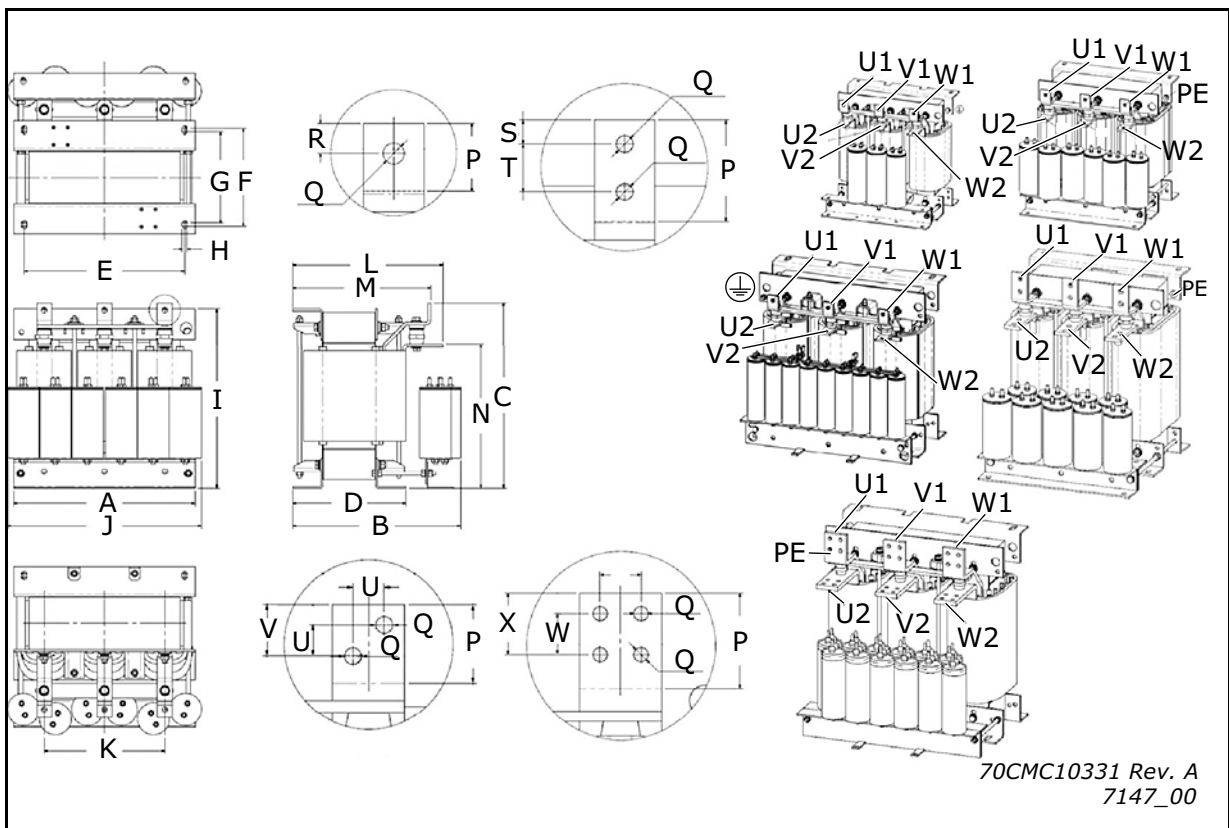 G
F
H
E
R
P
Q
S
T
Q
Q
P
U1
V1
W1
U2
V2
W2
U1
V1
W1
PE
U2
V2
W2
L
M
I
A
J
N
C
D
B
U1
V1
W1
U2
V2
W2
U1
V1
W1
PE
U2
V2
W2
K
V
U
U
Q
Q
P
X
W
Q
Q
P
U1
V1
W1
PE
U2
V2
W2
70CMC10331 Rev. A
7147_00